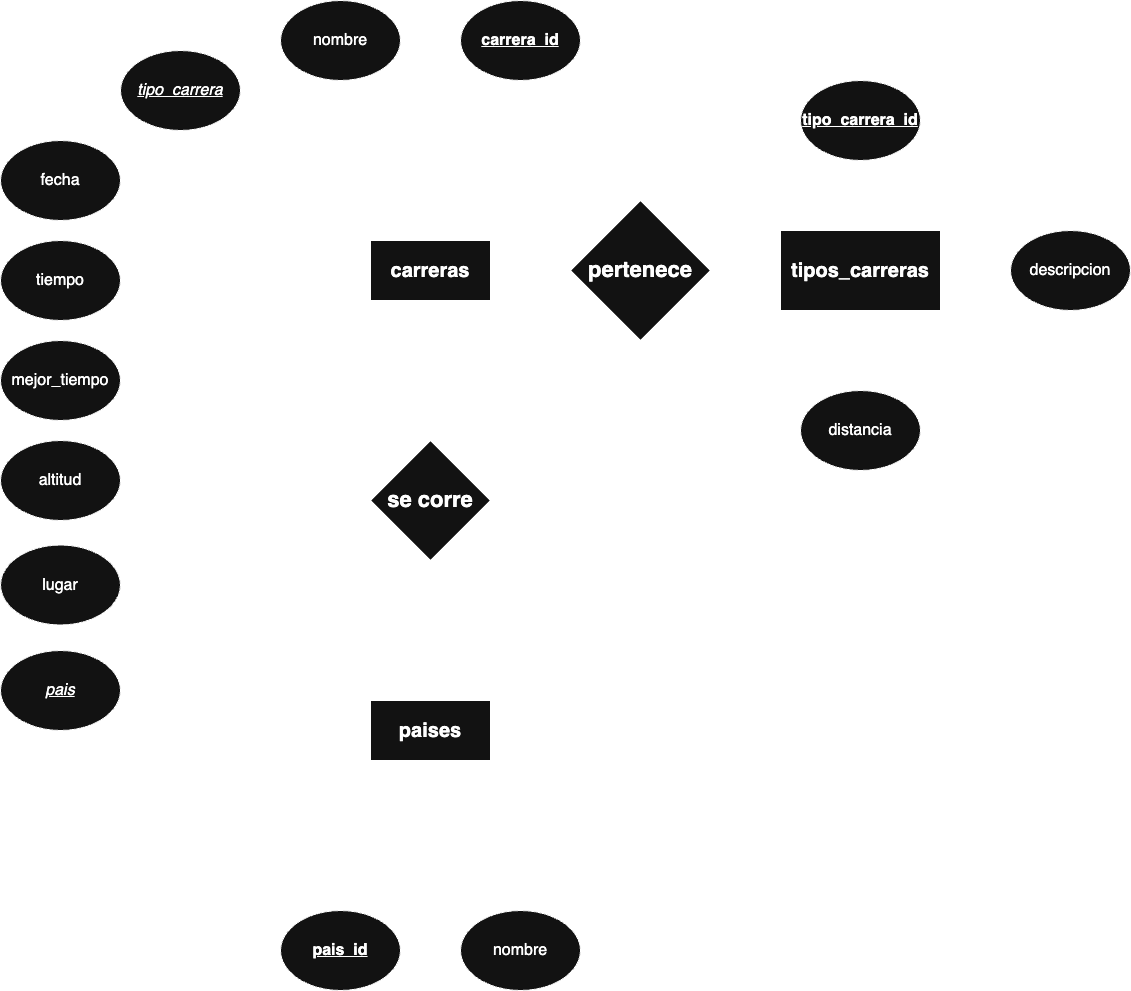 nombre
carrera_id
tipo_carrera
tipo_carrera_id
fecha
carreras
pertenece
tipos_carreras
descripcion
tiempo
mejor_tiempo
distancia
altitud
se corre
lugar
pais
paises
pais_id
nombre